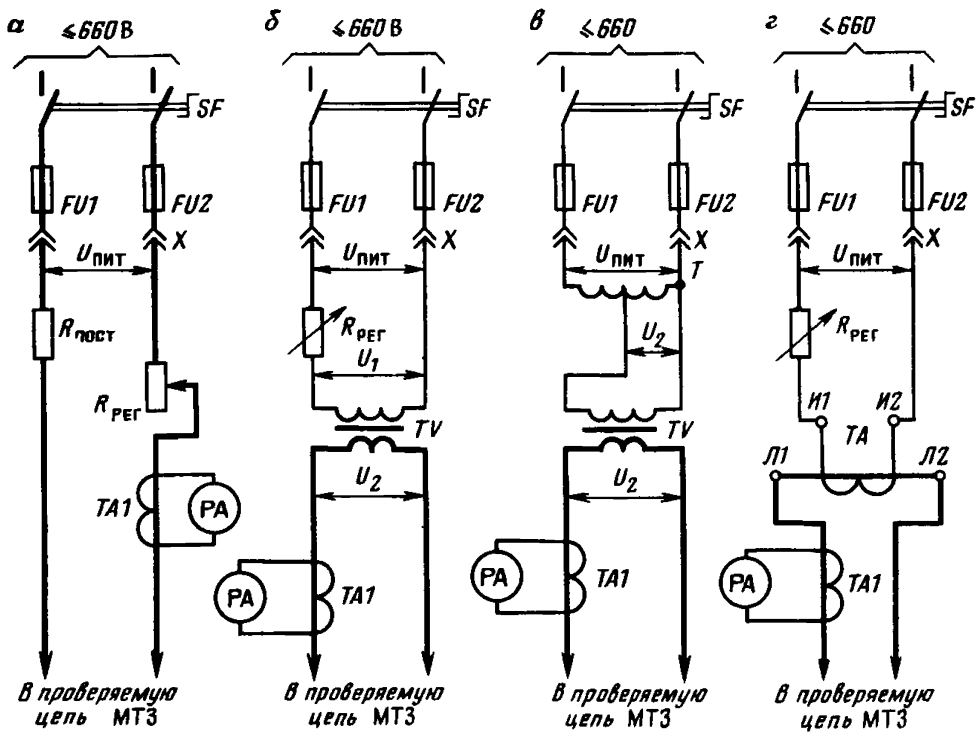 а ≤660 В б ≤660 В в ≤660 г ≤660
SF SF SF SF
FU1 FU2 FU1 FU2 FU1 FU2 FU1 FU2
X X X X
Uпит Uпит Uпит Uпит
T
Rпост Rрег U2 Rрег
U1
Rрег И1 И2
TV TV TA
Л1 Л2
TA1 PA U2 U2
PA TA1 PA TA1 PA TA1
В проверяемую В проверяемую В проверяемую В проверяемую
цепь МТЗ цепь МТЗ цепь МТЗ цепь МТЗ